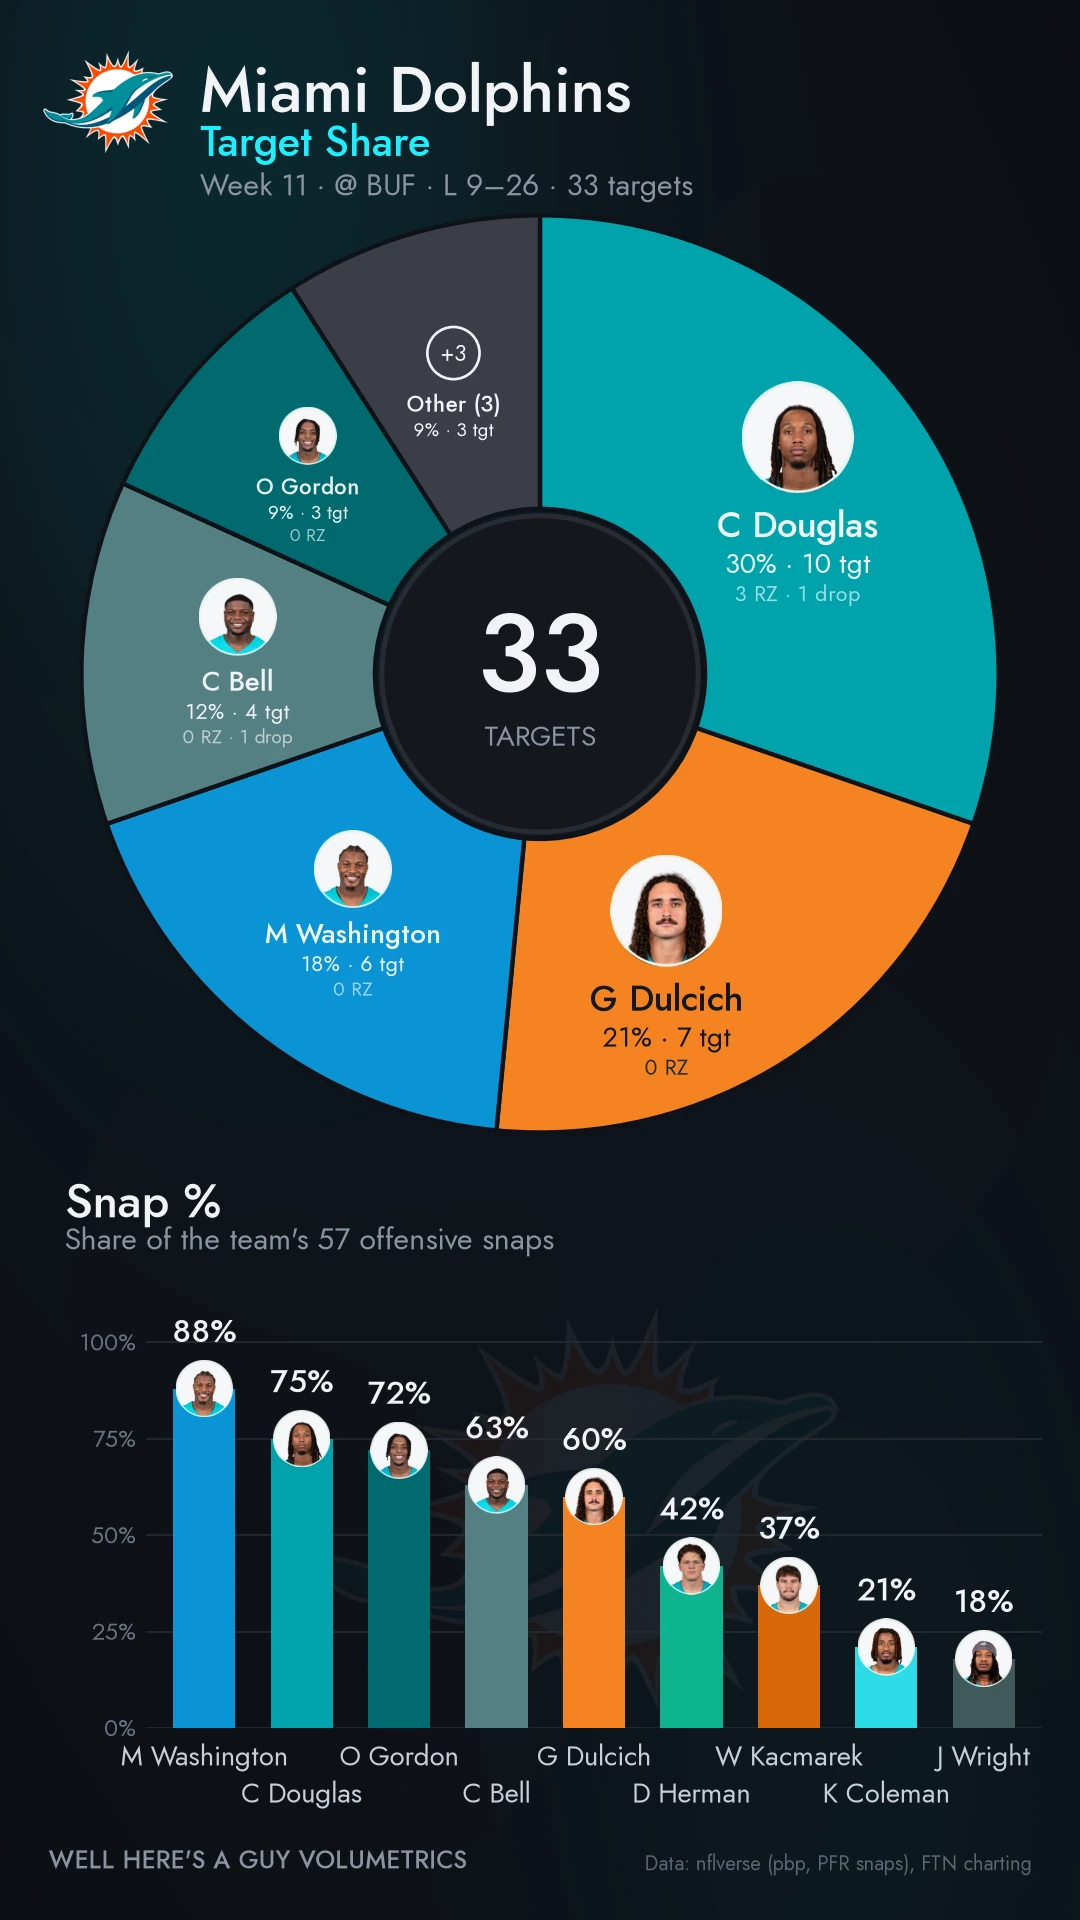 Miami Dolphins
Target Share
Week 11 · @ BUF · L 9–26 · 33 targets
+3
Other (3)
9% · 3 tgt
C Douglas
30% · 10 tgt
3 RZ · 1 drop
O Gordon
9% · 3 tgt
0 RZ
C Bell
12% · 4 tgt
0 RZ · 1 drop
33
TARGETS
M Washington
18% · 6 tgt
0 RZ
G Dulcich
21% · 7 tgt
0 RZ
Snap %
Share of the team's 57 offensive snaps
100%
75%
50%
25%
0%
88%
75%
72%
63%
60%
42%
37%
21%
18%
M Washington
C Douglas
O Gordon
C Bell
G Dulcich
D Herman
W Kacmarek
K Coleman
J Wright
WELL HERE'S A GUY VOLUMETRICS
Data: nflverse (pbp, PFR snaps), FTN charting